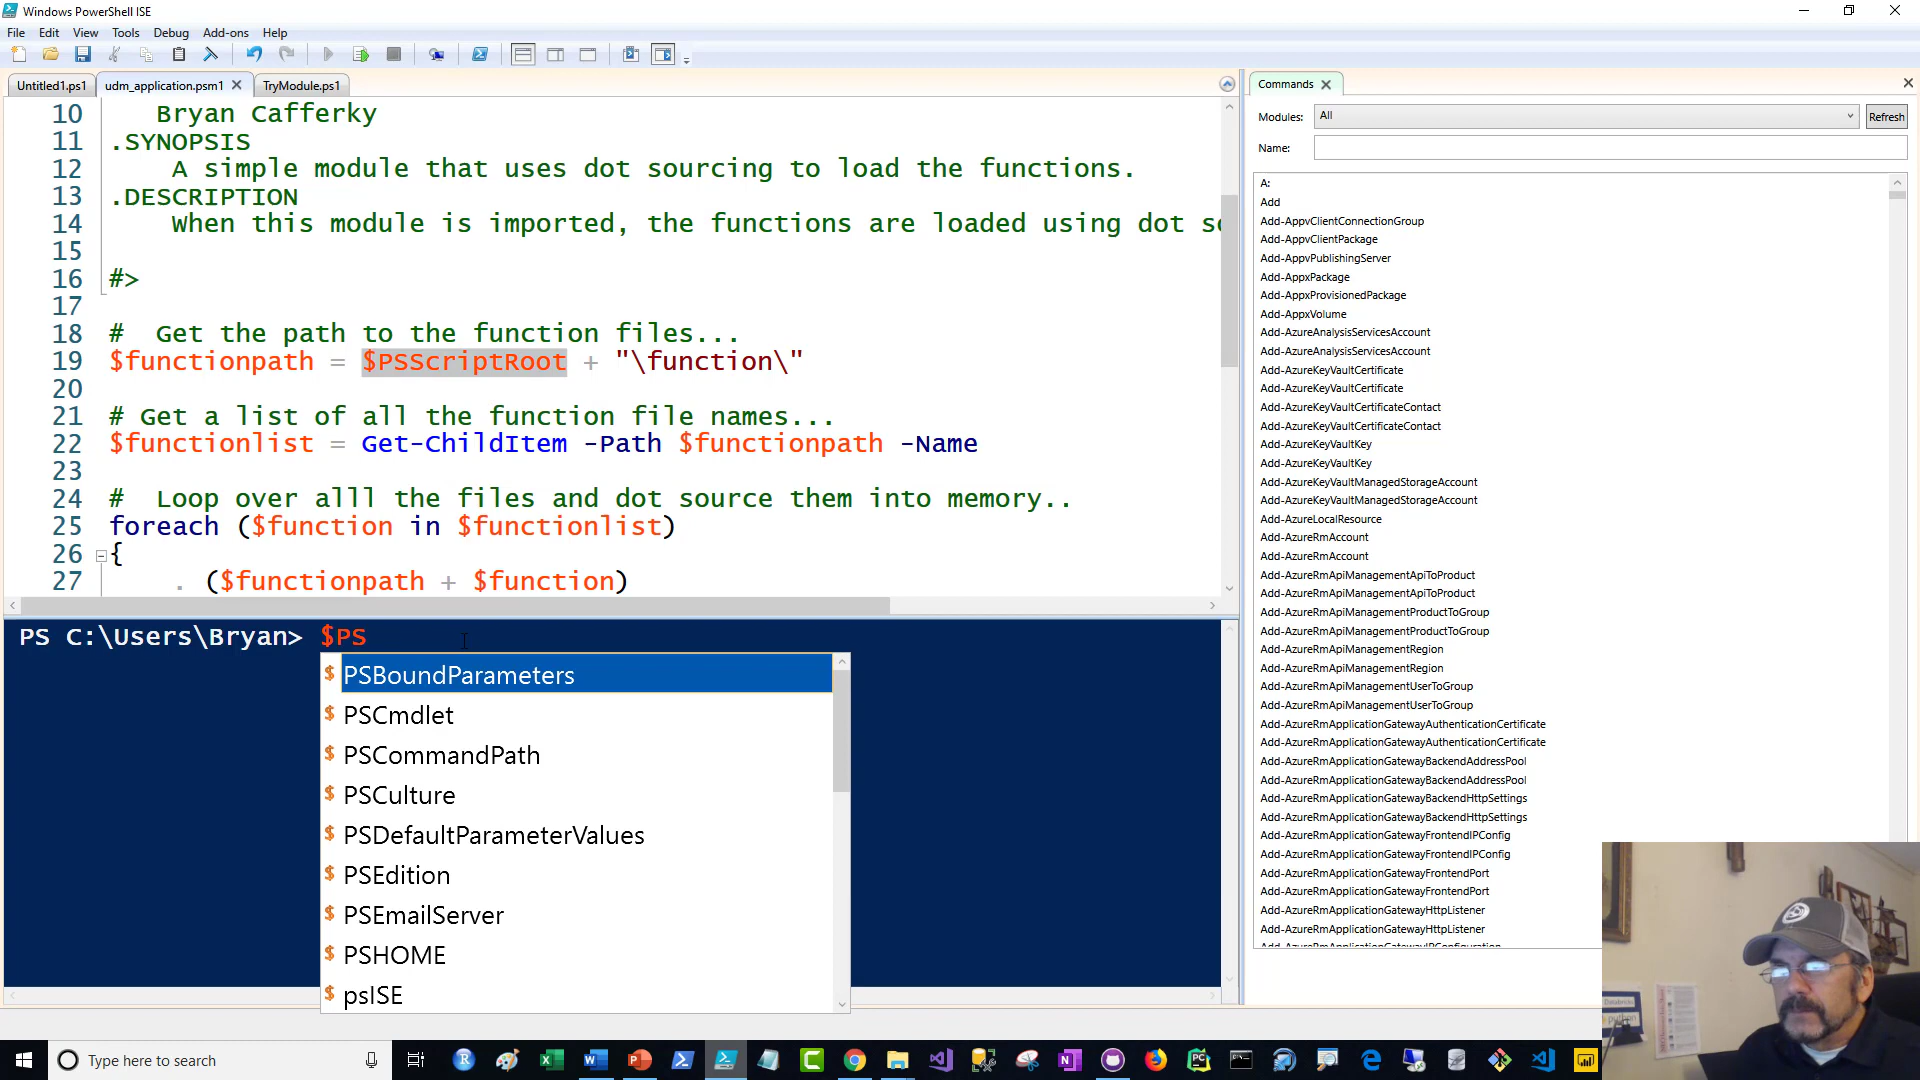 Windows PowerShell ISE
File Edit View Tools Debug Add-ons Help
Untitled1.ps1 udm_application.psm1 TryModule.ps1
10 Bryan Cafferky
11 .SYNOPSIS
12 A simple module that uses dot sourcing to load the functions.
13 .DESCRIPTION
14 When this module is imported, the functions are loaded using dot so
15
16 #>
17
18 # Get the path to the function files...
19 $functionpath = $PSScriptRoot + "\function\"
20
21 # Get a list of all the function file names...
22 $functionlist = Get-ChildItem -Path $functionpath -Name
23
24 # Loop over alll the files and dot source them into memory..
25 foreach ($function in $functionlist)
26 {
27 . ($functionpath + $function)
PS C:\Users\Bryan> $PS
$ PSBoundParameters
$ PSCmdlet
$ PSCommandPath
$ PSCulture
$ PSDefaultParameterValues
$ PSEdition
$ PSEmailServer
$ PSHOME
$ psISE
Commands
Modules: All Refresh
Name:
A:
Add
Add-AppvClientConnectionGroup
Add-AppvClientPackage
Add-AppvPublishingServer
Add-AppxPackage
Add-AppxProvisionedPackage
Add-AppxVolume
Add-AzureAnalysisServicesAccount
Add-AzureAnalysisServicesAccount
Add-AzureKeyVaultCertificate
Add-AzureKeyVaultCertificate
Add-AzureKeyVaultCertificateContact
Add-AzureKeyVaultCertificateContact
Add-AzureKeyVaultKey
Add-AzureKeyVaultKey
Add-AzureKeyVaultManagedStorageAccount
Add-AzureKeyVaultManagedStorageAccount
Add-AzureLocalResource
Add-AzureRmAccount
Add-AzureRmAccount
Add-AzureRmApiManagementApiToProduct
Add-AzureRmApiManagementApiToProduct
Add-AzureRmApiManagementProductToGroup
Add-AzureRmApiManagementProductToGroup
Add-AzureRmApiManagementRegion
Add-AzureRmApiManagementRegion
Add-AzureRmApiManagementUserToGroup
Add-AzureRmApiManagementUserToGroup
Add-AzureRmApplicationGatewayAuthenticationCertificate
Add-AzureRmApplicationGatewayAuthenticationCertificate
Add-AzureRmApplicationGatewayBackendAddressPool
Add-AzureRmApplicationGatewayBackendAddressPool
Add-AzureRmApplicationGatewayBackendHttpSettings
Add-AzureRmApplicationGatewayBackendHttpSettings
Add-AzureRmApplicationGatewayFrontendIPConfig
Add-AzureRmApplicationGatewayFrontendIPConfig
Add-AzureRmApplicationGatewayFrontendPort
Add-AzureRmApplicationGatewayFrontendPort
Add-AzureRmApplicationGatewayHttpListener
Add-AzureRmApplicationGatewayHttpListener
Add-AzureRmApplicationGatewayIPConfiguration
Type here to search